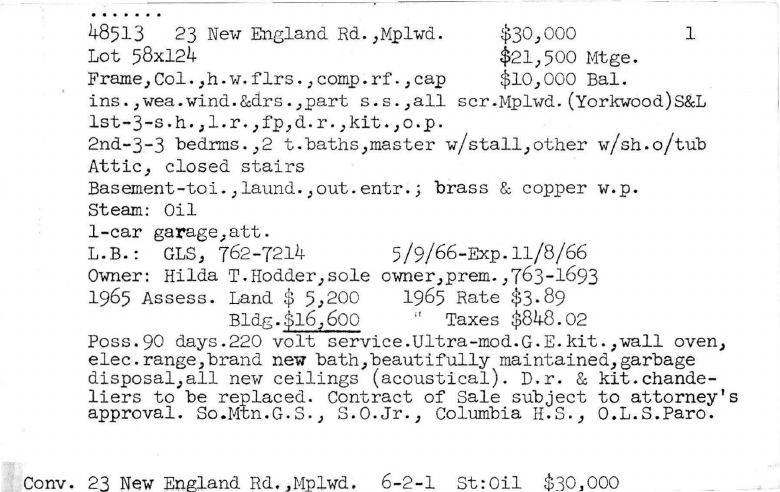 48513 23 New England Rd.,Mplwd. $30,000 1
Lot 58x124 $21,500 Mtge.
Frame,Col.,h.w.flrs.,comp.rf.,cap $10,000 Bal.
ins.,wea.wind.&drs.,part s.s.,all scr.Mplwd.(Yorkwood)S&L
1st-3-s.h.,l.r.,fp,d.r.,kit.,o.p.
2nd-3-3 bedrms.,2 t.baths,master w/stall,other w/sh.o/tub
Attic, closed stairs
Basement-toi.,laund.,out.entr.; brass & copper w.p.
Steam: Oil
1-car garage,att.
L.B.: GLS, 762-7214 5/9/66-Exp.11/8/66
Owner: Hilda T.Hodder,sole owner,prem.,763-1693
1965 Assess. Land $ 5,200 1965 Rate $3.89
Bldg.$16,600 " Taxes $848.02
Poss.90 days.220 volt service.Ultra-mod.G.E.kit.,wall oven,
elec.range,brand new bath,beautifully maintained,garbage
disposal,all new ceilings (acoustical). D.r. & kit.chande-
liers to be replaced. Contract of Sale subject to attorney's
approval. So.Mtn.G.S., S.O.Jr., Columbia H.S., O.L.S.Paro.
Conv. 23 New England Rd.,Mplwd. 6-2-1 St:Oil $30,000